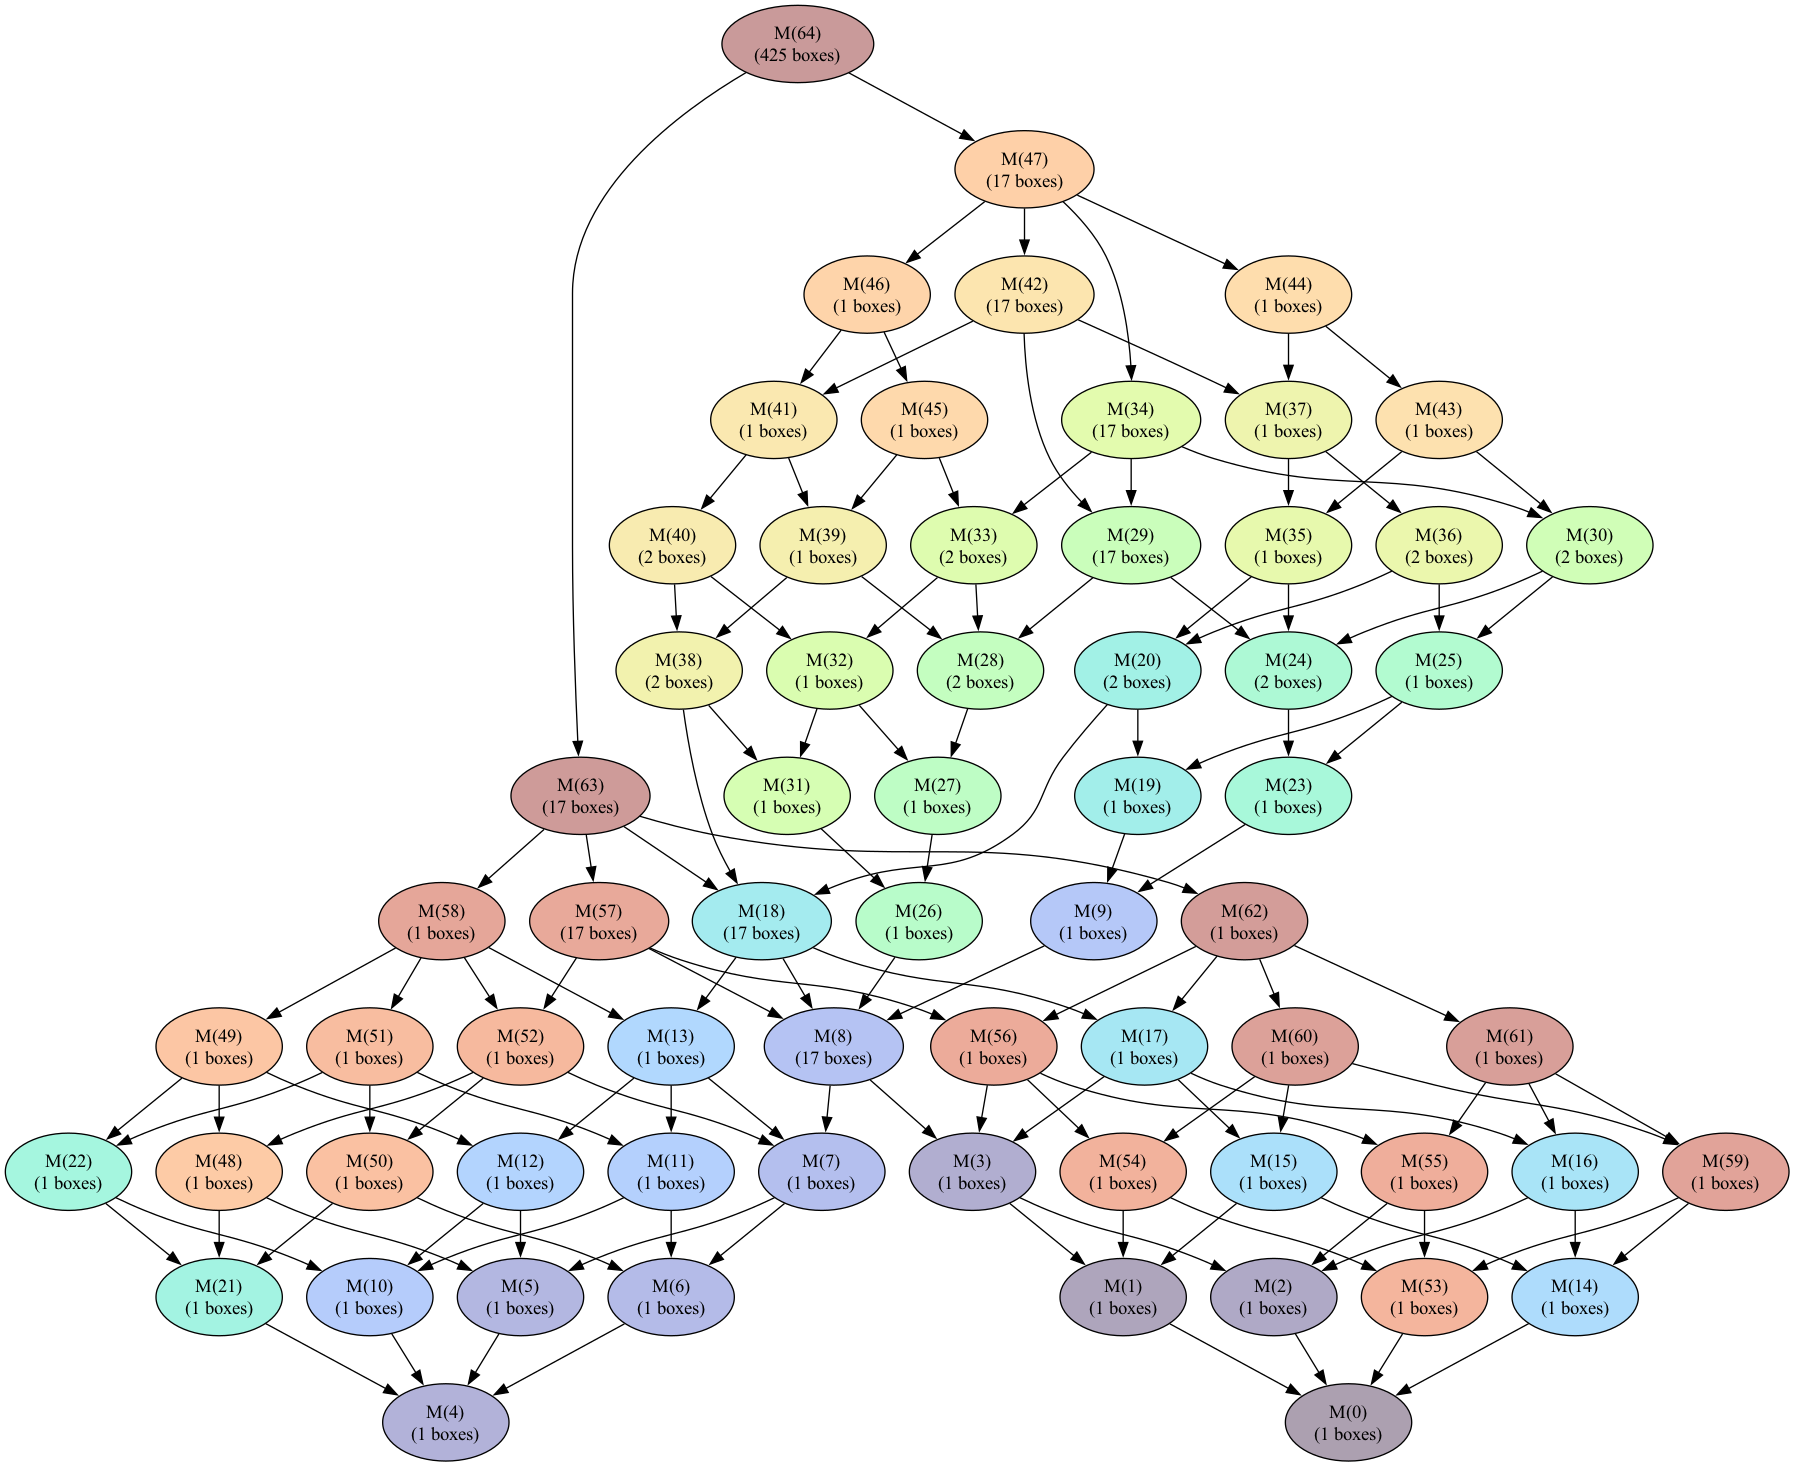 M(64)
(425 boxes)
M(47)
(17 boxes)
M(46)
(1 boxes)
M(42)
(17 boxes)
M(44)
(1 boxes)
M(41)
(1 boxes)
M(45)
(1 boxes)
M(34)
(17 boxes)
M(37)
(1 boxes)
M(43)
(1 boxes)
M(40)
(2 boxes)
M(39)
(1 boxes)
M(33)
(2 boxes)
M(29)
(17 boxes)
M(35)
(1 boxes)
M(36)
(2 boxes)
M(30)
(2 boxes)
M(38)
(2 boxes)
M(32)
(1 boxes)
M(28)
(2 boxes)
M(20)
(2 boxes)
M(24)
(2 boxes)
M(25)
(1 boxes)
M(63)
(17 boxes)
M(31)
(1 boxes)
M(27)
(1 boxes)
M(19)
(1 boxes)
M(23)
(1 boxes)
M(58)
(1 boxes)
M(57)
(17 boxes)
M(18)
(17 boxes)
M(26)
(1 boxes)
M(9)
(1 boxes)
M(62)
(1 boxes)
M(49)
(1 boxes)
M(51)
(1 boxes)
M(52)
(1 boxes)
M(13)
(1 boxes)
M(8)
(17 boxes)
M(56)
(1 boxes)
M(17)
(1 boxes)
M(60)
(1 boxes)
M(61)
(1 boxes)
M(22)
(1 boxes)
M(48)
(1 boxes)
M(50)
(1 boxes)
M(12)
(1 boxes)
M(11)
(1 boxes)
M(7)
(1 boxes)
M(3)
(1 boxes)
M(54)
(1 boxes)
M(15)
(1 boxes)
M(55)
(1 boxes)
M(16)
(1 boxes)
M(59)
(1 boxes)
M(21)
(1 boxes)
M(10)
(1 boxes)
M(5)
(1 boxes)
M(6)
(1 boxes)
M(1)
(1 boxes)
M(2)
(1 boxes)
M(53)
(1 boxes)
M(14)
(1 boxes)
M(4)
(1 boxes)
M(0)
(1 boxes)